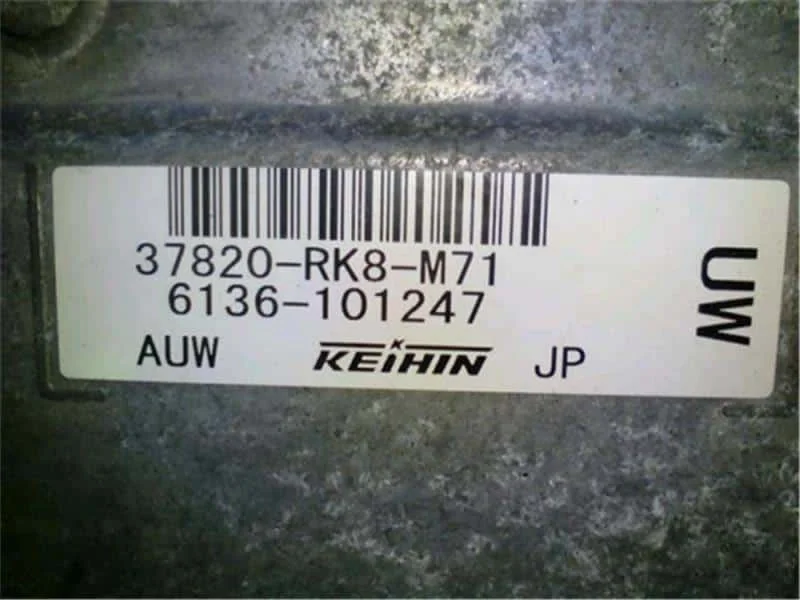 37820-RK8-M71
6136-101247
AUW KEIHIN JP
UW